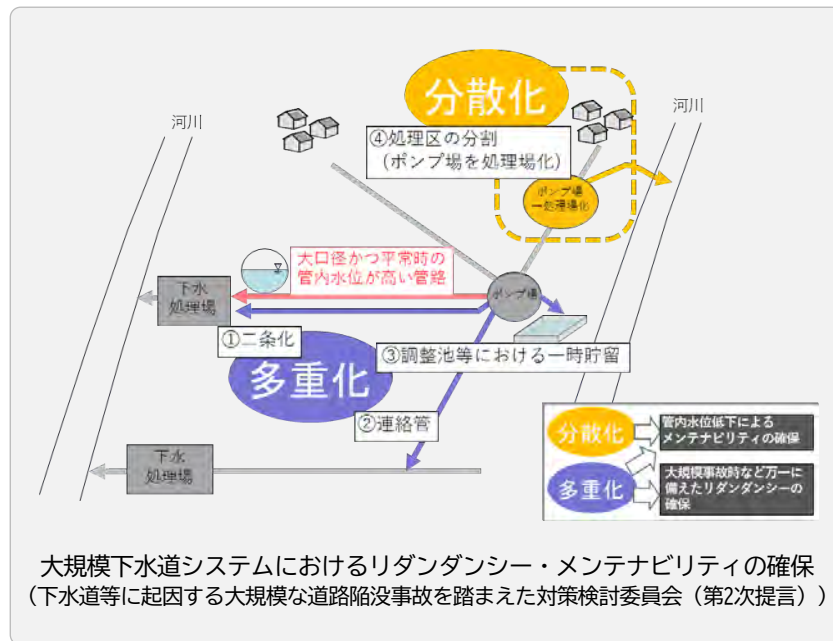 分散化
河川
河川
④処理区の分割
(ポンプ場を処理場化)
ポンプ場
→処理場化
大口径かつ平常時の
管内水位が高い管路
下水
処理場
ポンプ場
①二条化
③調整池等における一時貯留
多重化
②連絡管
下水
処理場
分散化
管内水位低下による
メンテナビリティの確保
多重化
大規模事故時など万一に
備えたリダンダンシーの
確保
大規模下水道システムにおけるリダンダンシー・メンテナビリティの確保
(下水道等に起因する大規模な道路陥没事故を踏まえた対策検討委員会(第2次提言))